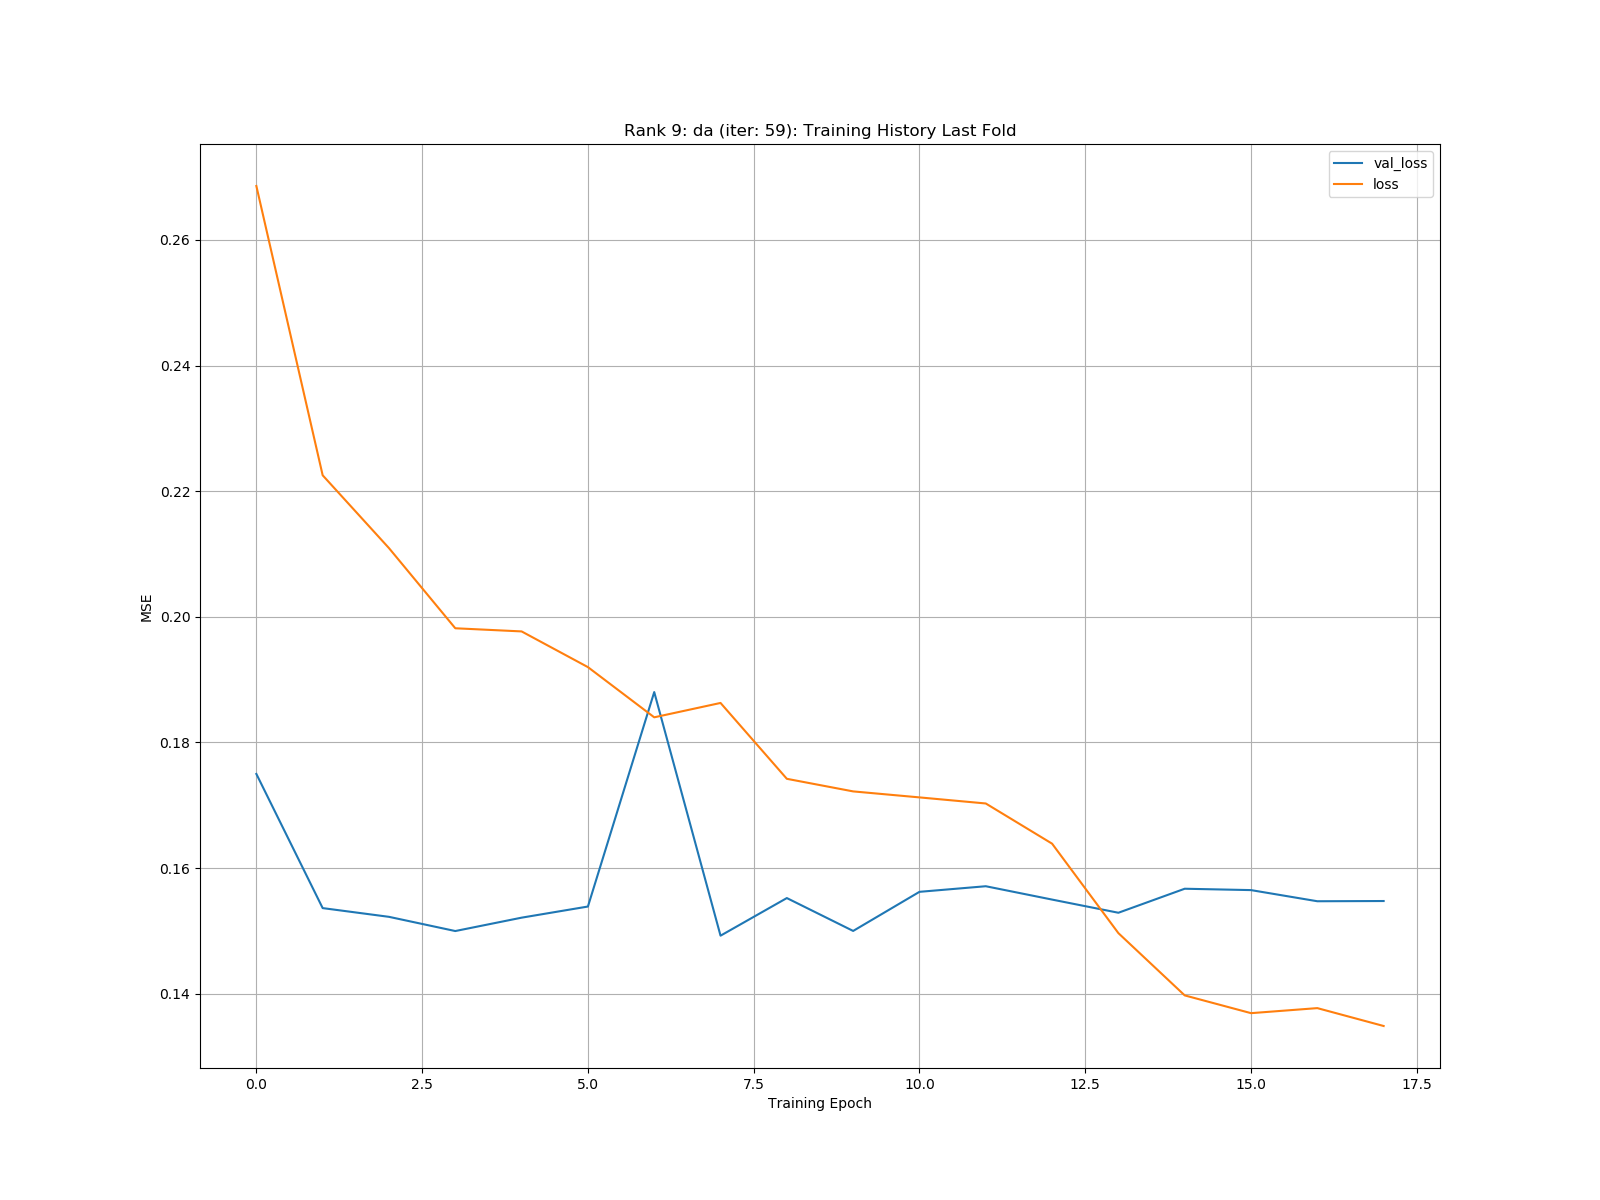 Rank 9: da (iter: 59): Training History Last Fold
val_loss
loss
0.26
0.24
0.22
0.20
0.18
0.16
0.14
MSE
0.0 2.5 5.0 7.5 10.0 12.5 15.0 17.5
Training Epoch